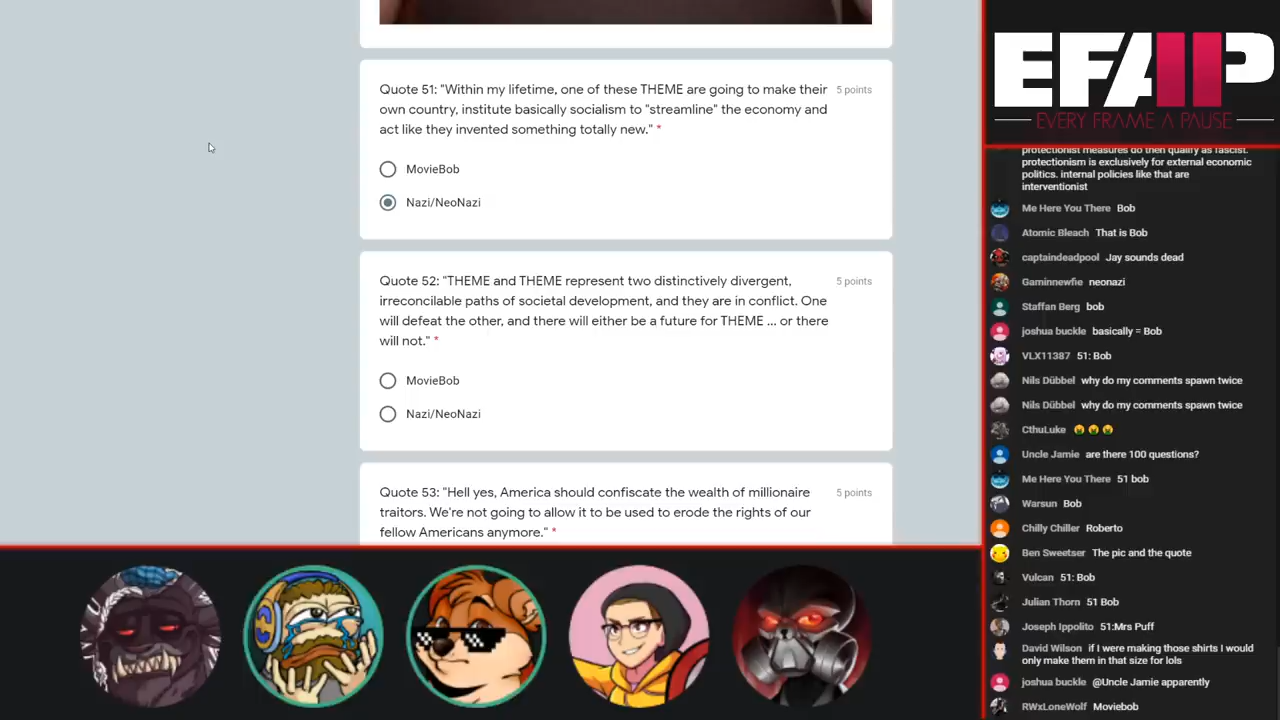 Quote 51: "Within my lifetime, one of these THEME are going to make their
own country, institute basically socialism to "streamline" the economy and
act like they invented something totally new." *
5 points
MovieBob
Nazi/NeoNazi
Quote 52: "THEME and THEME represent two distinctively divergent,
irreconcilable paths of societal development, and they are in conflict. One
will defeat the other, and there will either be a future for THEME ... or there
will not." *
5 points
MovieBob
Nazi/NeoNazi
Quote 53: "Hell yes, America should confiscate the wealth of millionaire
traitors. We're not going to allow it to be used to erode the rights of our
fellow Americans anymore." *
5 points
EFAP
EVERY FRAME A PAUSE
protectionist measures do then qualify as fascist.
protectionism is exclusively for external economic
politics. internal policies like that are
interventionist
Me Here You There Bob
Atomic Bleach That is Bob
captaindeadpool Jay sounds dead
Gaminnewfie neonazi
Staffan Berg bob
joshua buckle basically = Bob
VLX11387 51: Bob
Nils Dübbel why do my comments spawn twice
Nils Dübbel why do my comments spawn twice
CthuLuke
Uncle Jamie are there 100 questions?
Me Here You There 51 bob
Warsun Bob
Chilly Chiller Roberto
Ben Sweetser The pic and the quote
Vulcan 51: Bob
Julian Thorn 51 Bob
Joseph Ippolito 51:Mrs Puff
David Wilson if I were making those shirts I would
only make them in that size for lols
joshua buckle @Uncle Jamie apparently
RWxLoneWolf Moviebob